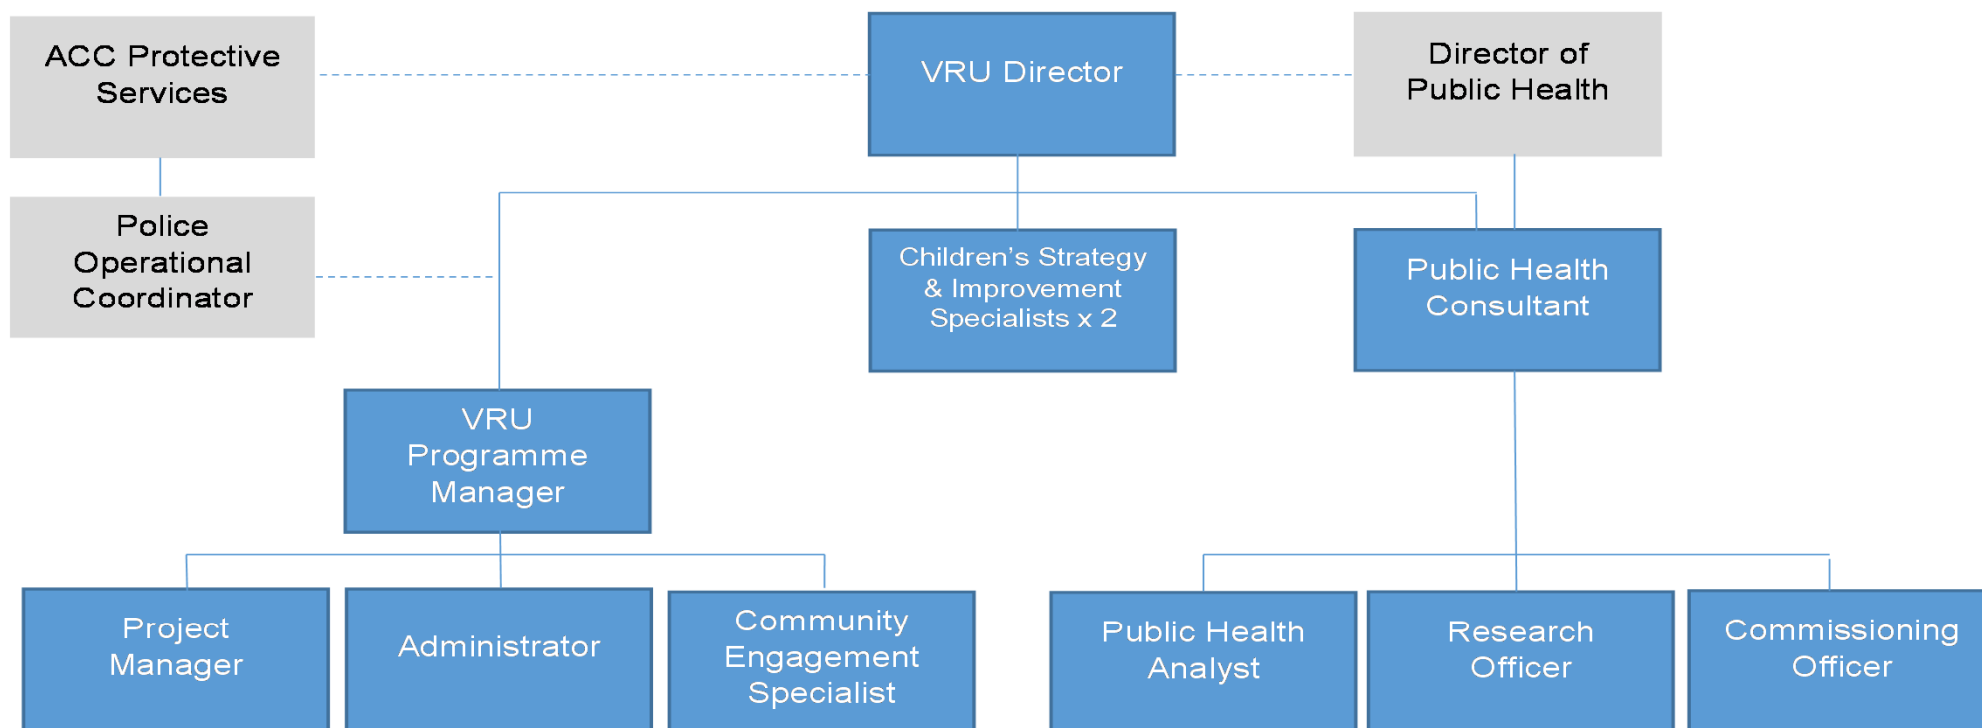 ACC Protective
Services
VRU Director
Director of
Public Health
Police
Operational
Coordinator
Children’s Strategy
& Improvement
Specialists x 2
Public Health
Consultant
VRU
Programme
Manager
Project
Manager
Administrator
Community
Engagement
Specialist
Public Health
Analyst
Research
Officer
Commissioning
Officer